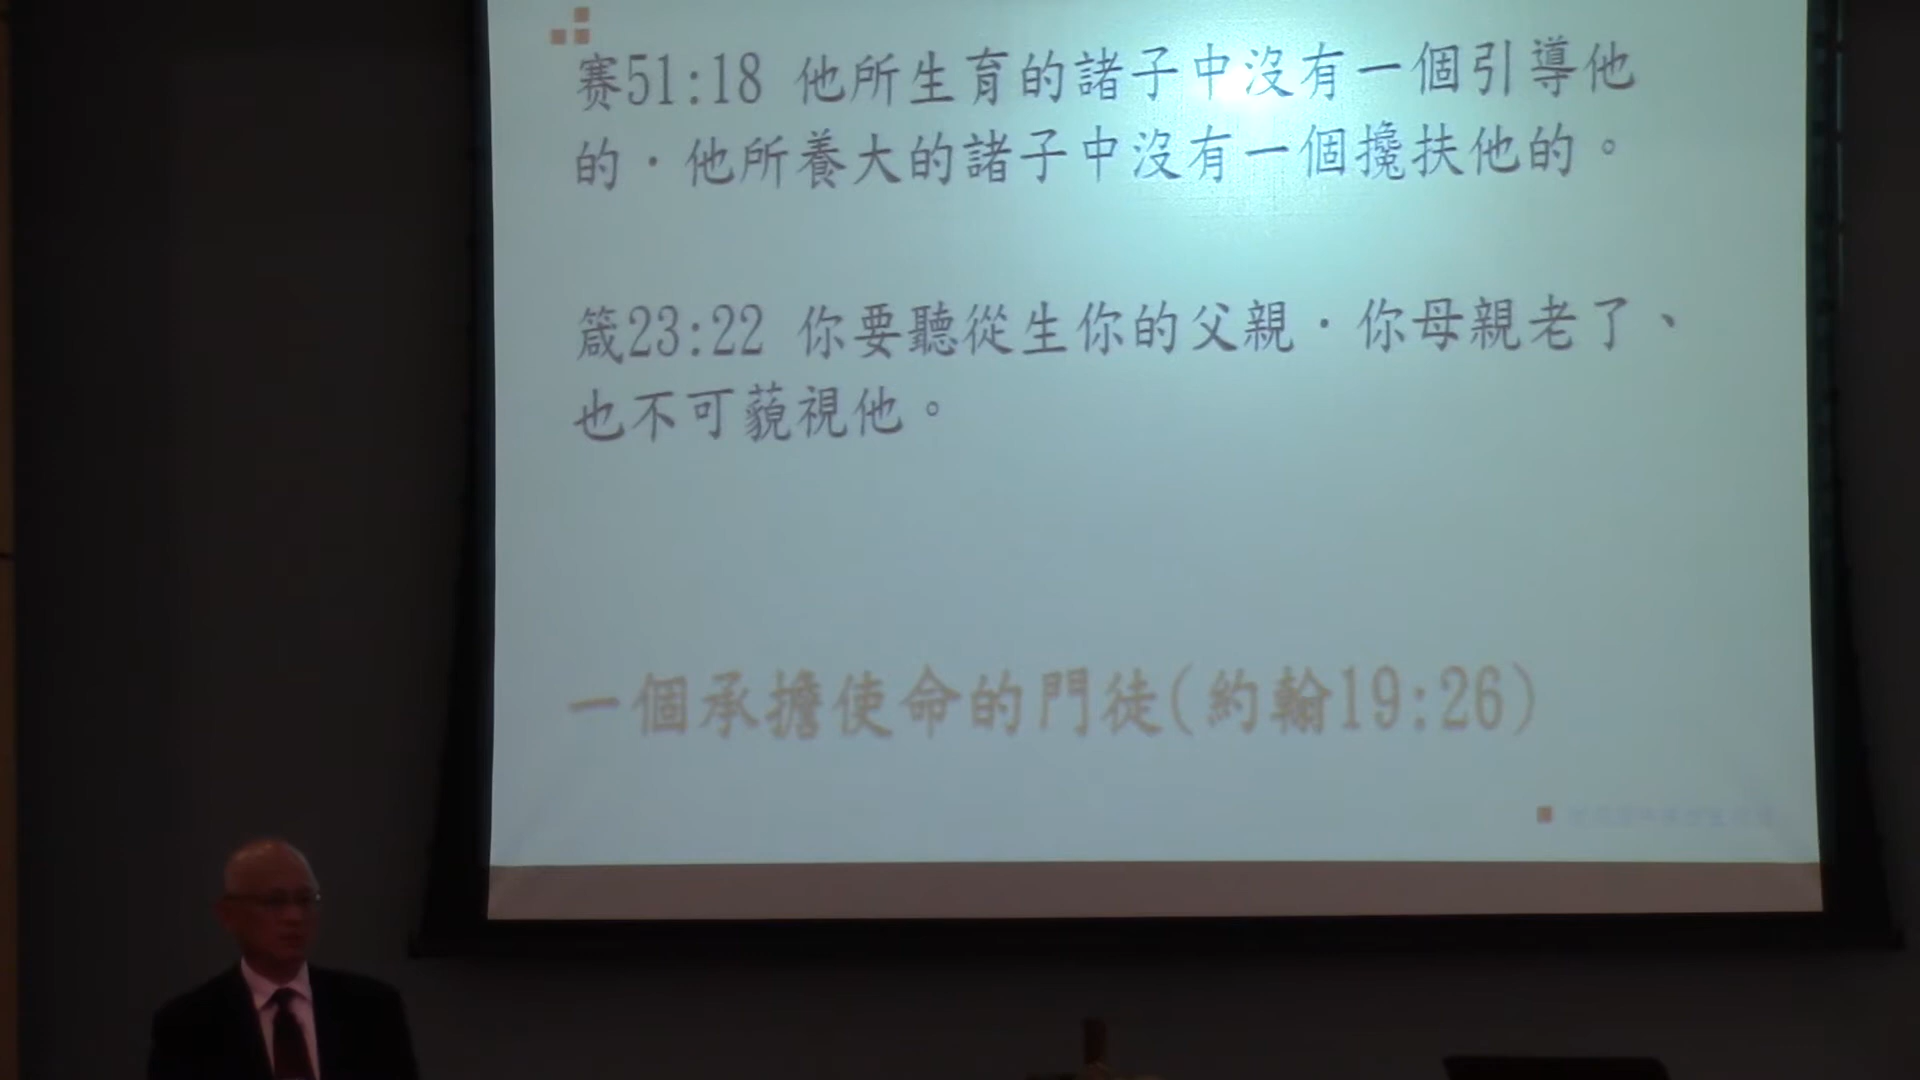 赛51:18 他所生育的諸子中沒有一個引導他
的．他所養大的諸子中沒有一個攙扶他的。
箴23:22 你要聽從生你的父親．你母親老了、
也不可藐視他。
一個承擔使命的門徒(約翰19:26)